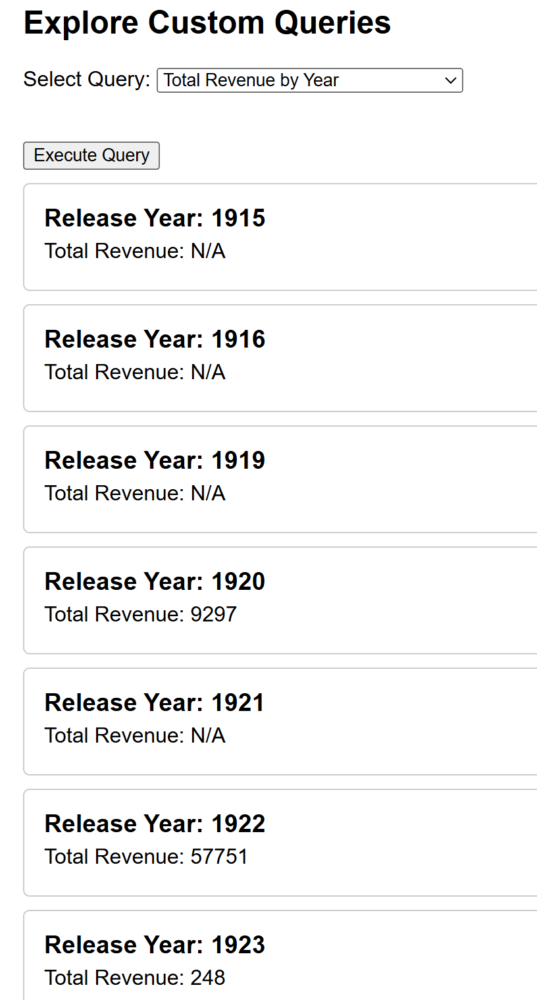 Explore Custom Queries
Select Query: Total Revenue by Year
Execute Query
Release Year: 1915
Total Revenue: N/A
Release Year: 1916
Total Revenue: N/A
Release Year: 1919
Total Revenue: N/A
Release Year: 1920
Total Revenue: 9297
Release Year: 1921
Total Revenue: N/A
Release Year: 1922
Total Revenue: 57751
Release Year: 1923
Total Revenue: 248